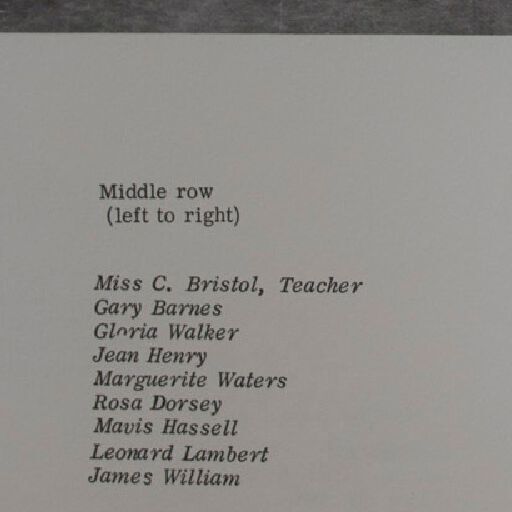 Middle row
(left to right)
Miss C. Bristol, Teacher
Gary Barnes
Gloria Walker
Jean Henry
Marguerite Waters
Rosa Dorsey
Mavis Hassell
Leonard Lambert
James William